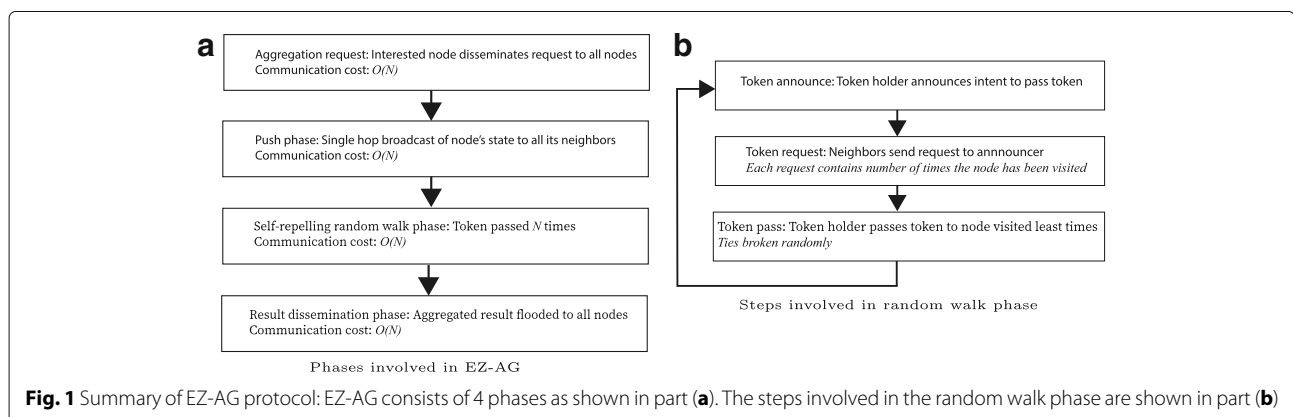 a
Aggregation request: Interested node disseminates request to all nodes
Communication cost: O(N)
Push phase: Single hop broadcast of node's state to all its neighbors
Communication cost: O(N)
Self-repelling random walk phase: Token passed N times
Communication cost: O(N)
Result dissemination phase: Aggregated result flooded to all nodes
Communication cost: O(N)
Phases involved in EZ-AG
b
Token announce: Token holder announces intent to pass token
Token request: Neighbors send request to annnouncer
Each request contains number of times the node has been visited
Token pass: Token holder passes token to node visited least times
Ties broken randomly
Steps involved in random walk phase
Fig. 1 Summary of EZ-AG protocol: EZ-AG consists of 4 phases as shown in part (a). The steps involved in the random walk phase are shown in part (b)